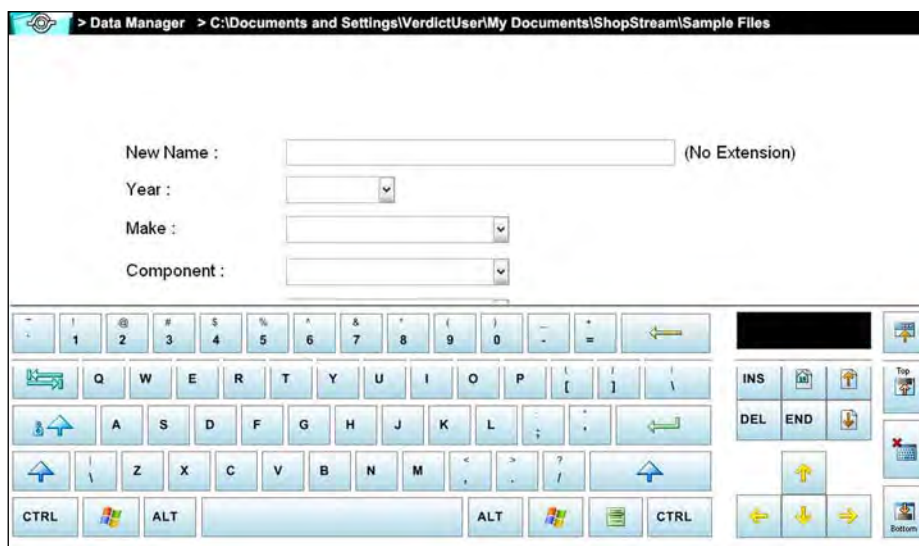 > Data Manager > C:\Documents and Settings\VerdictUser\My Documents\ShopStream\Sample Files
New Name :
(No Extension)
Year :
Make :
Component :
! @ # $ % ^ & * ( ) _ +
1 2 3 4 5 6 7 8 9 0 - =
Q W E R T Y U I O P [ ] \
INS
Top
A S D F G H J K L ; '
DEL END
| < > ?
\ Z X C V B N M , . /
CTRL ALT ALT CTRL
Bottom